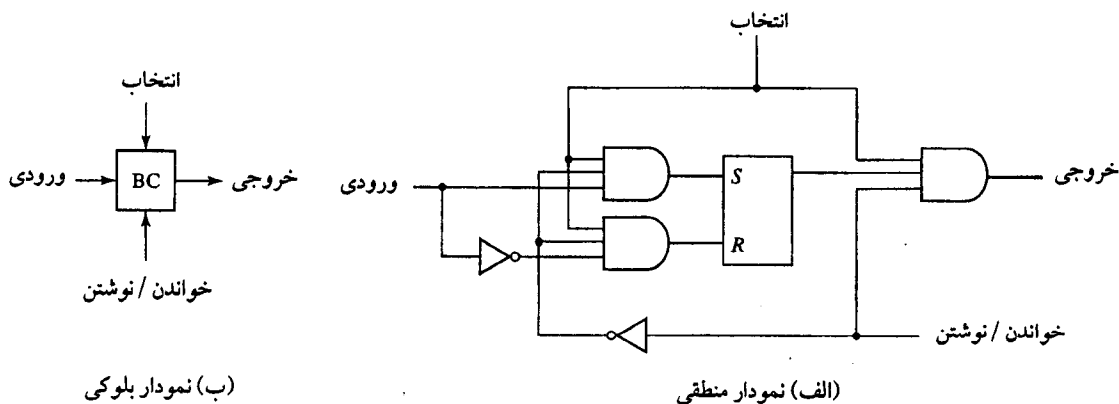 انتخاب
ورودی
S
R
خروجی
خواندن / نوشتن
(الف) نمودار منطقی
انتخاب
ورودی
BC
خروجی
خواندن / نوشتن
(ب) نمودار بلوکی